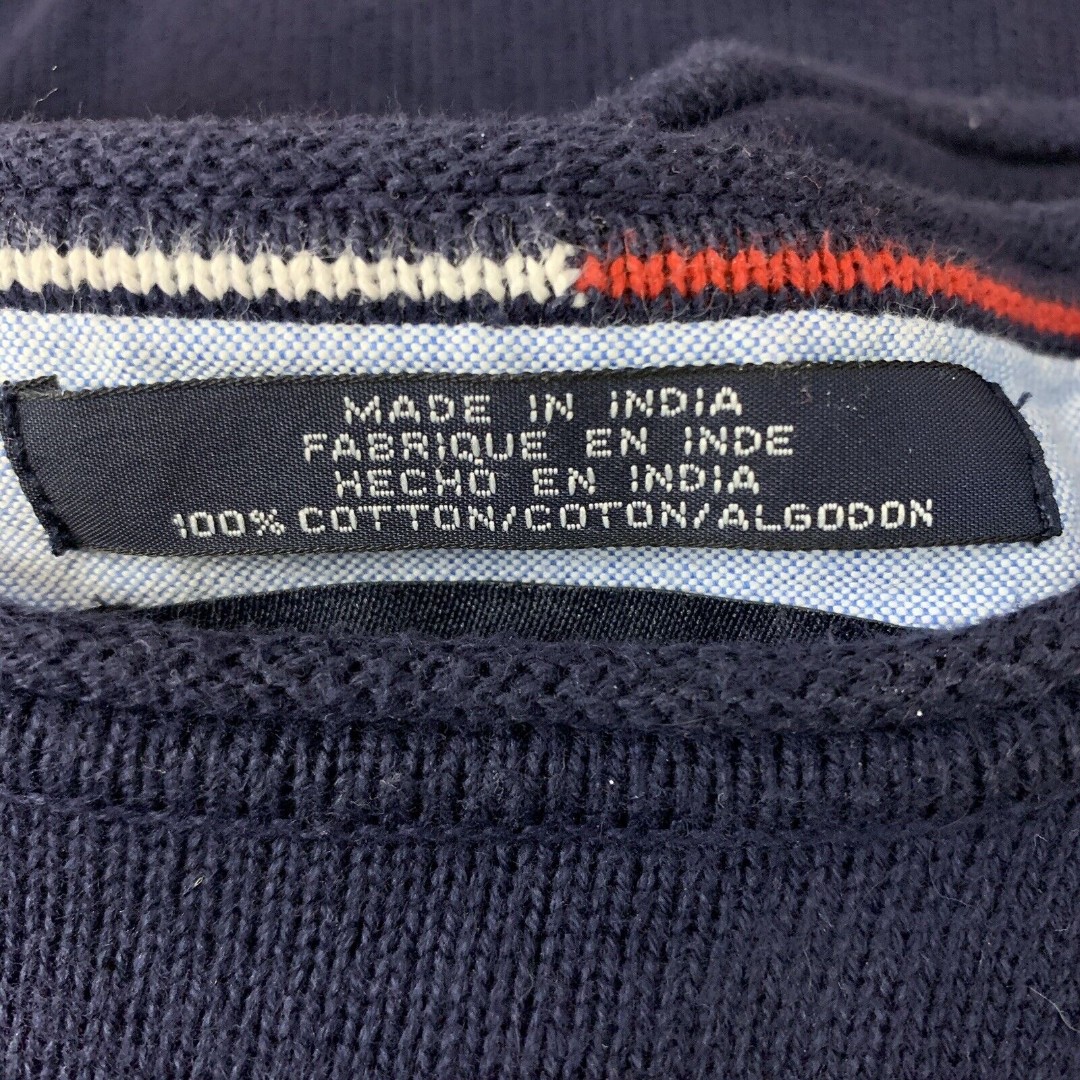 MADE IN INDIA
FABRIQUE EN INDE
HECHO EN INDIA
100% COTTON/COTON/ALGODON